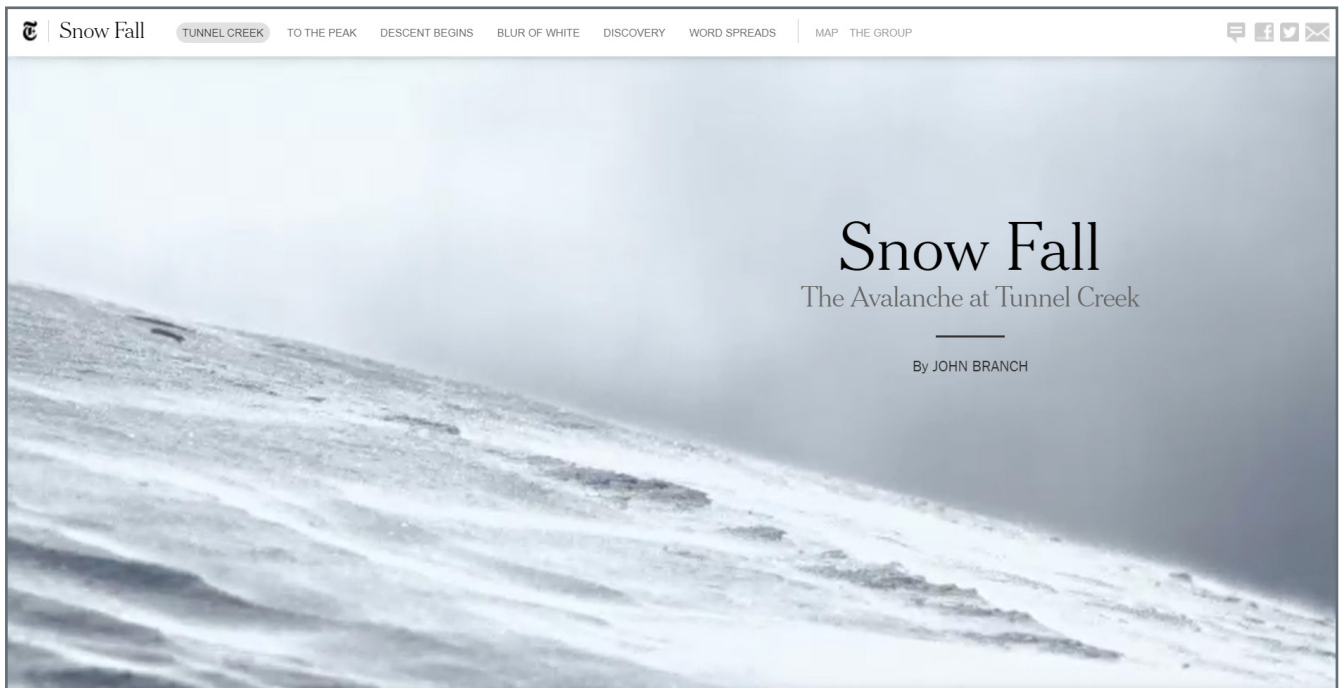 T
Snow Fall
TUNNEL CREEK
TO THE PEAK
DESCENT BEGINS
BLUR OF WHITE
DISCOVERY
WORD SPREADS
MAP
THE GROUP
f
Snow Fall
The Avalanche at Tunnel Creek
By JOHN BRANCH